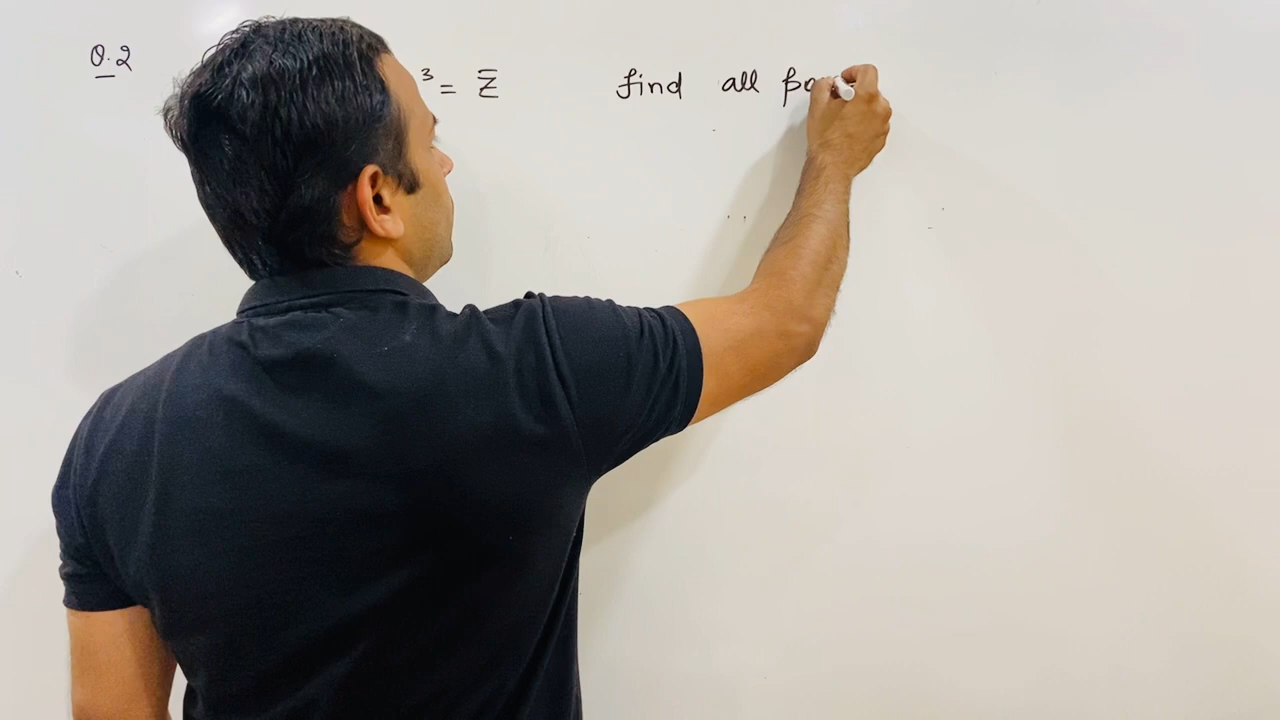 Q.2
³ = z̅ find all